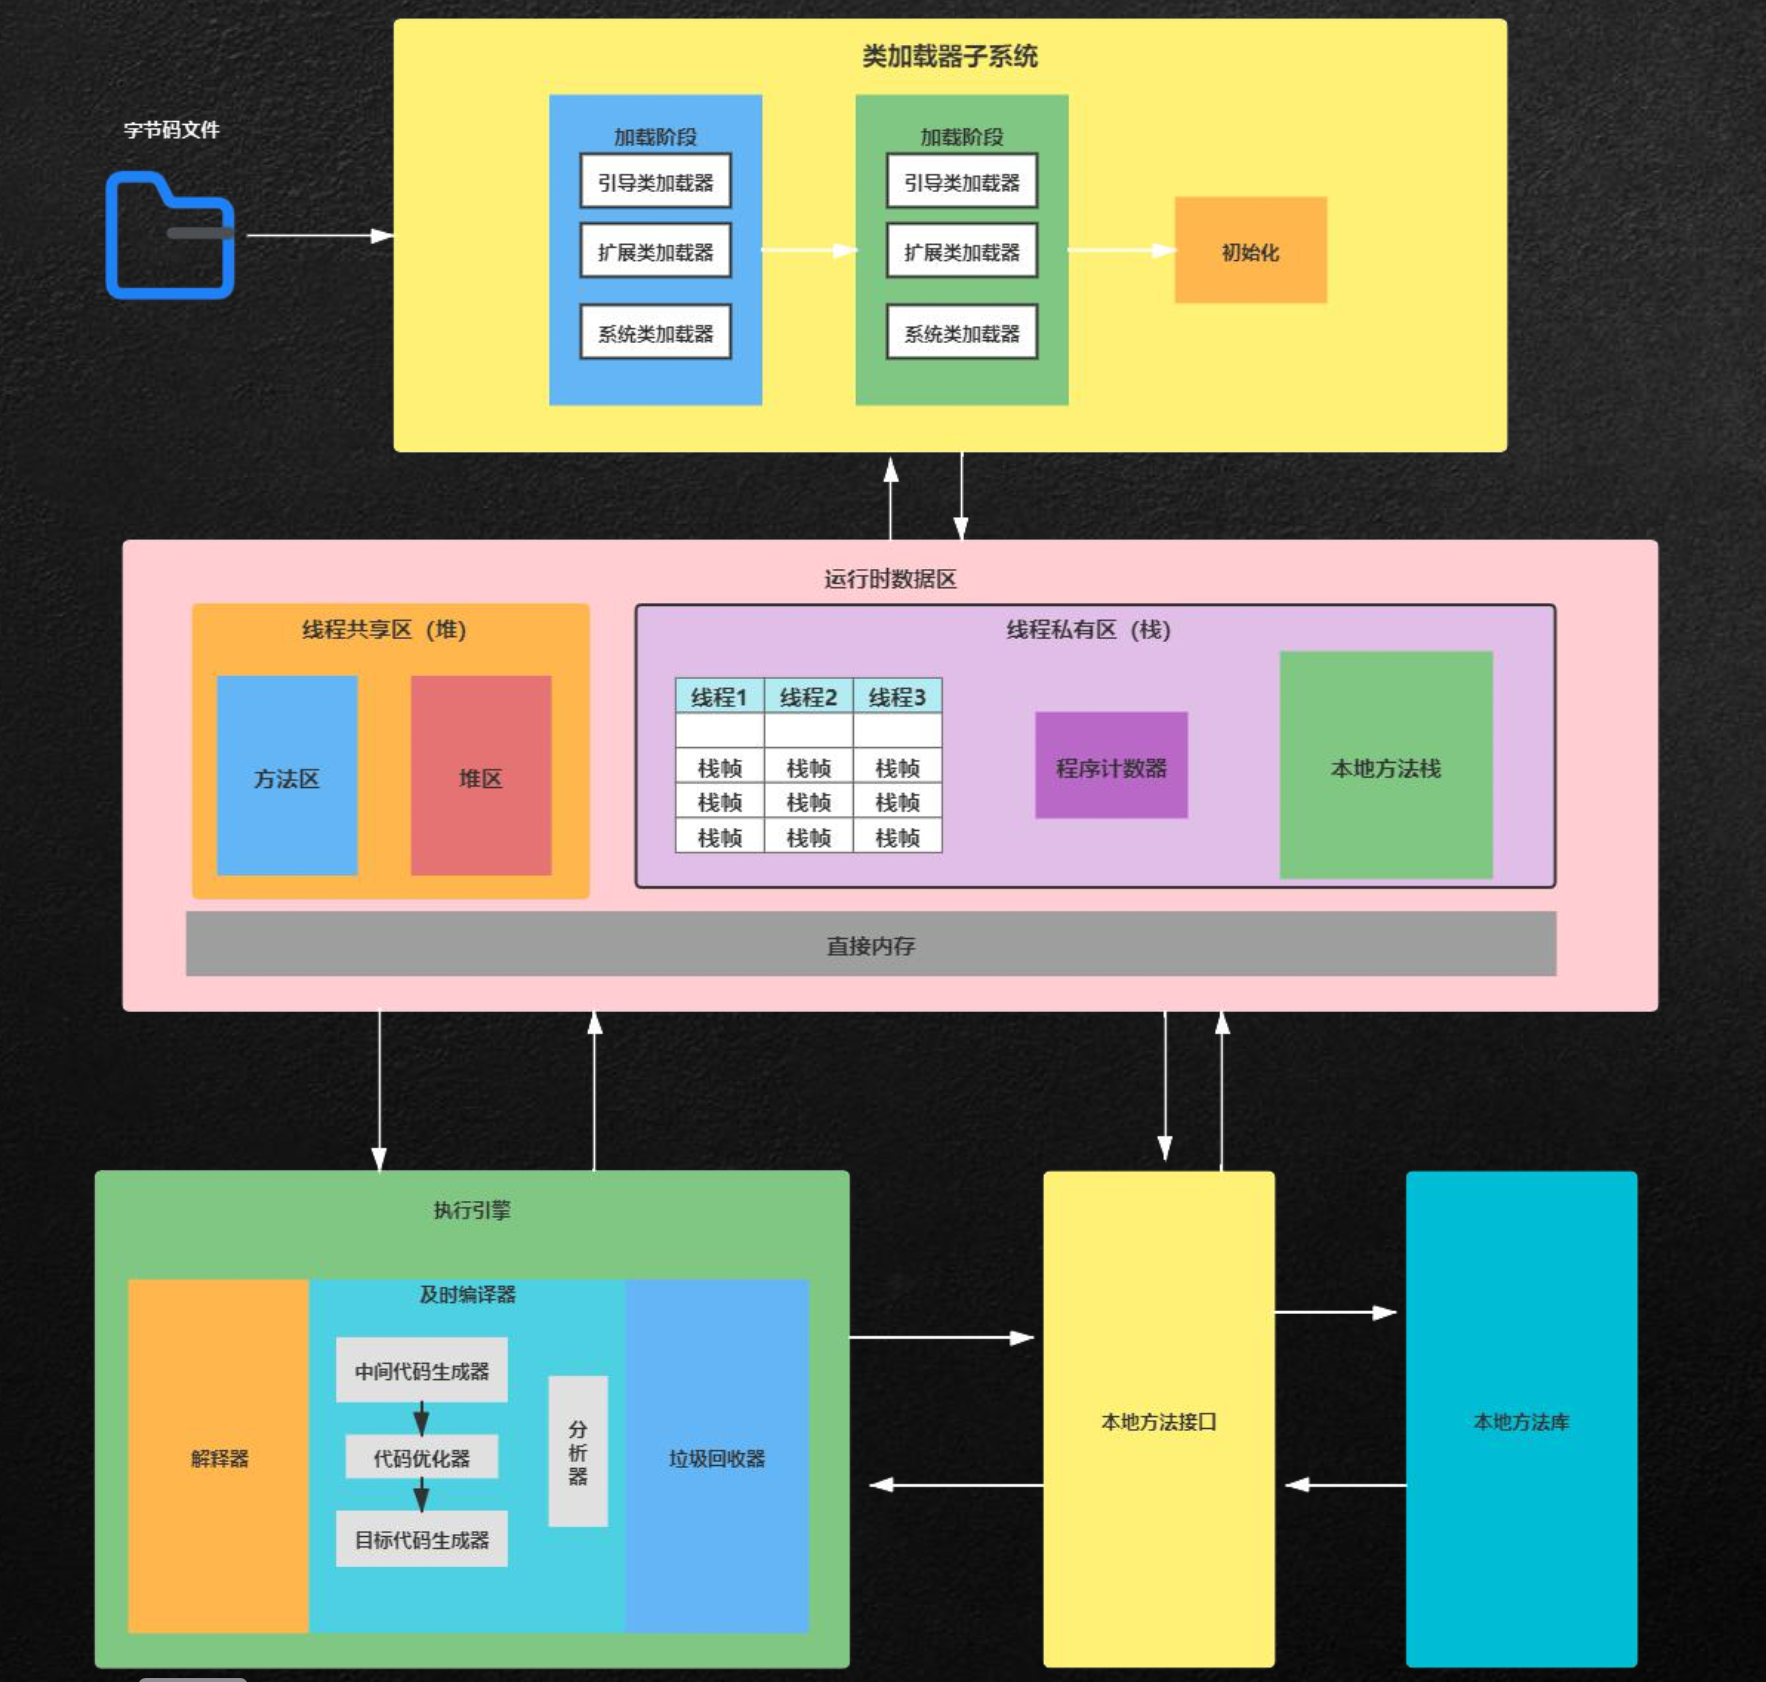 字节码文件
类加载器子系统
加载阶段
引导类加载器
扩展类加载器
系统类加载器
加载阶段
引导类加载器
扩展类加载器
系统类加载器
初始化
运行时数据区
线程共享区（堆）
方法区
堆区
线程私有区（栈）
线程1 线程2 线程3
栈帧 栈帧 栈帧
栈帧 栈帧 栈帧
栈帧 栈帧 栈帧
程序计数器
本地方法栈
直接内存
执行引擎
解释器
及时编译器
中间代码生成器
代码优化器
目标代码生成器
分
析
器
垃圾回收器
本地方法接口
本地方法库